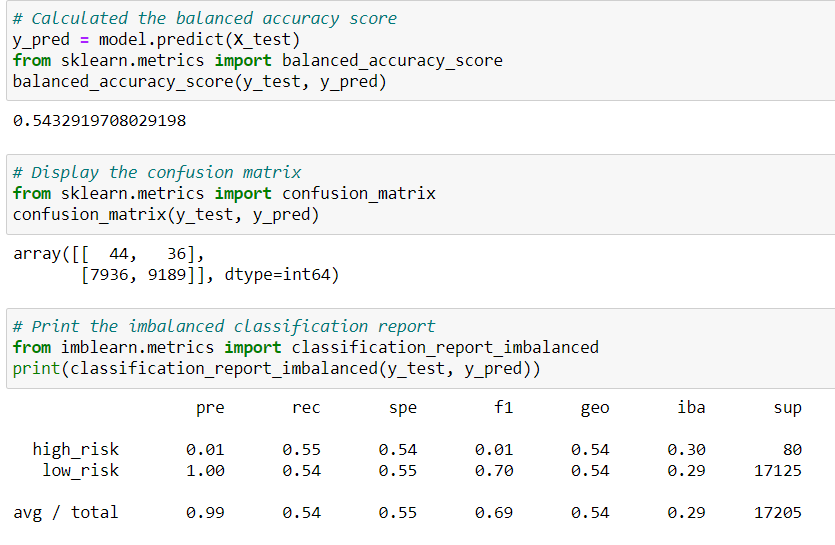 # Calculated the balanced accuracy score
y_pred = model.predict(X_test)
from sklearn.metrics import balanced_accuracy_score
balanced_accuracy_score(y_test, y_pred)
0.5432919708029198
# Display the confusion matrix
from sklearn.metrics import confusion_matrix
confusion_matrix(y_test, y_pred)
array([[  44,   36],
       [7936, 9189]], dtype=int64)
# Print the imbalanced classification report
from imblearn.metrics import classification_report_imbalanced
print(classification_report_imbalanced(y_test, y_pred))
pre rec spe f1 geo iba sup
high_risk 0.01 0.55 0.54 0.01 0.54 0.30 80
low_risk 1.00 0.54 0.55 0.70 0.54 0.29 17125
avg / total 0.99 0.54 0.55 0.69 0.54 0.29 17205